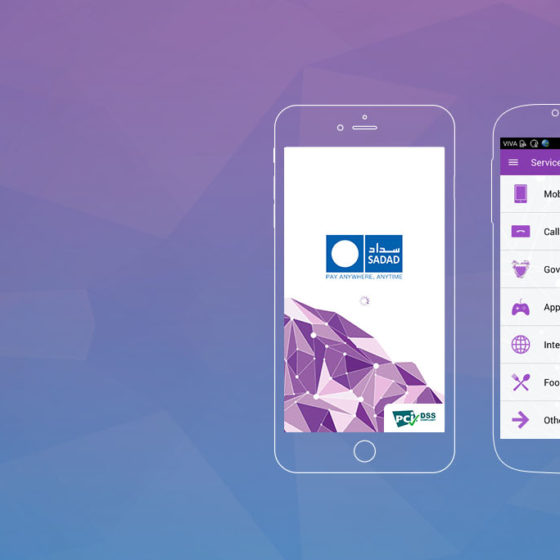 سداد
SADAD
PAY ANYWHERE, ANYTIME
PCI DSS
COMPLIANT
VIVA
Service
Mob
Call
Gov
App
Inte
Foo
Othe